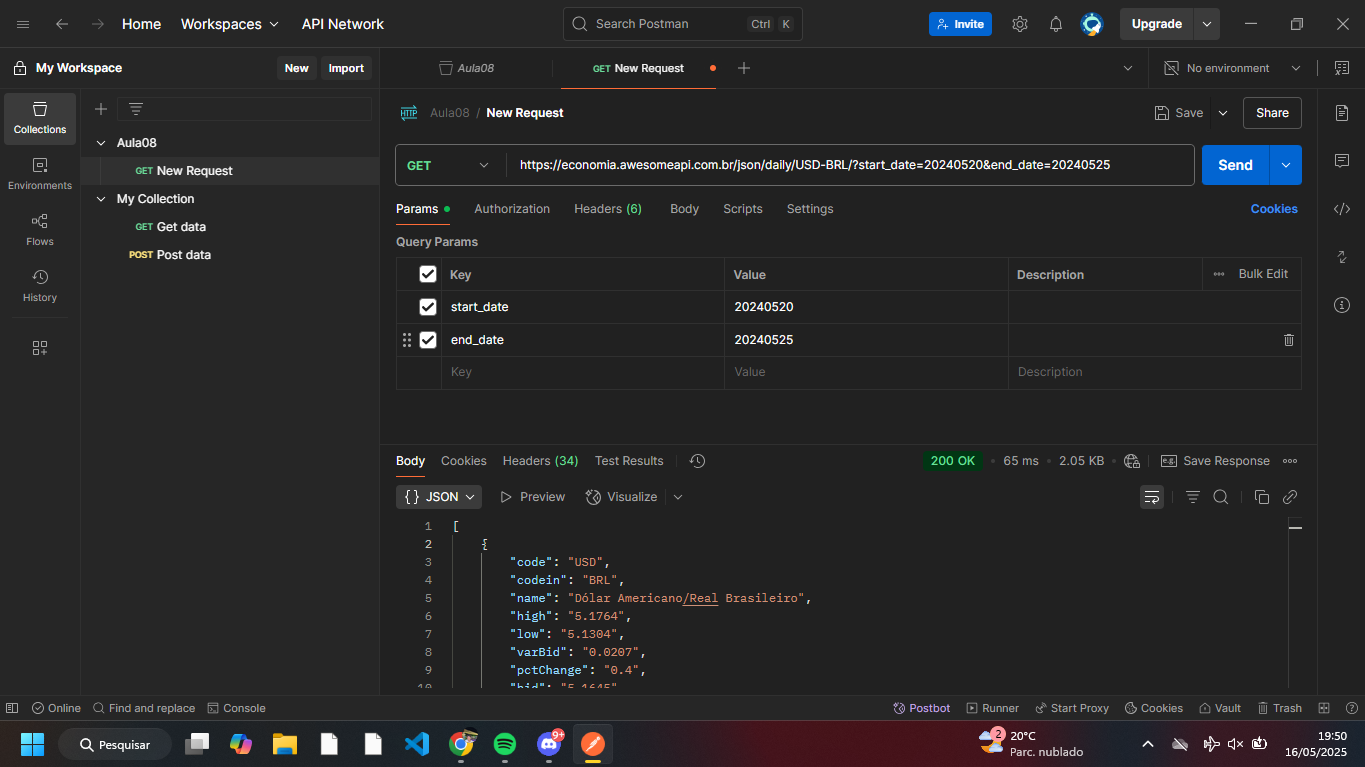 Home Workspaces API Network Search Postman Ctrl K Invite Upgrade
My Workspace New Import Aula08 GET New Request No environment
Collections
Environments
Flows
History
Aula08
GET New Request
My Collection
GET Get data
POST Post data
HTTP Aula08 / New Request Save Share
GET https://economia.awesomeapi.com.br/json/daily/USD-BRL/?start_date=20240520&end_date=20240525 Send
Params Authorization Headers (6) Body Scripts Settings Cookies
Query Params
Key Value Description Bulk Edit
start_date 20240520
end_date 20240525
Key Value Description
Body Cookies Headers (34) Test Results 200 OK 65 ms 2.05 KB e.g. Save Response
{} JSON Preview Visualize
1 [
2 {
3 "code": "USD",
4 "codein": "BRL",
5 "name": "Dólar Americano/Real Brasileiro",
6 "high": "5.1764",
7 "low": "5.1304",
8 "varBid": "0.0207",
9 "pctChange": "0.4",
10 "bid": "5.1645",
Online Find and replace Console Postbot Runner Start Proxy Cookies Vault Trash
Pesquisar 9+ 2 20°C 19:50
Parc. nublado 16/05/2025